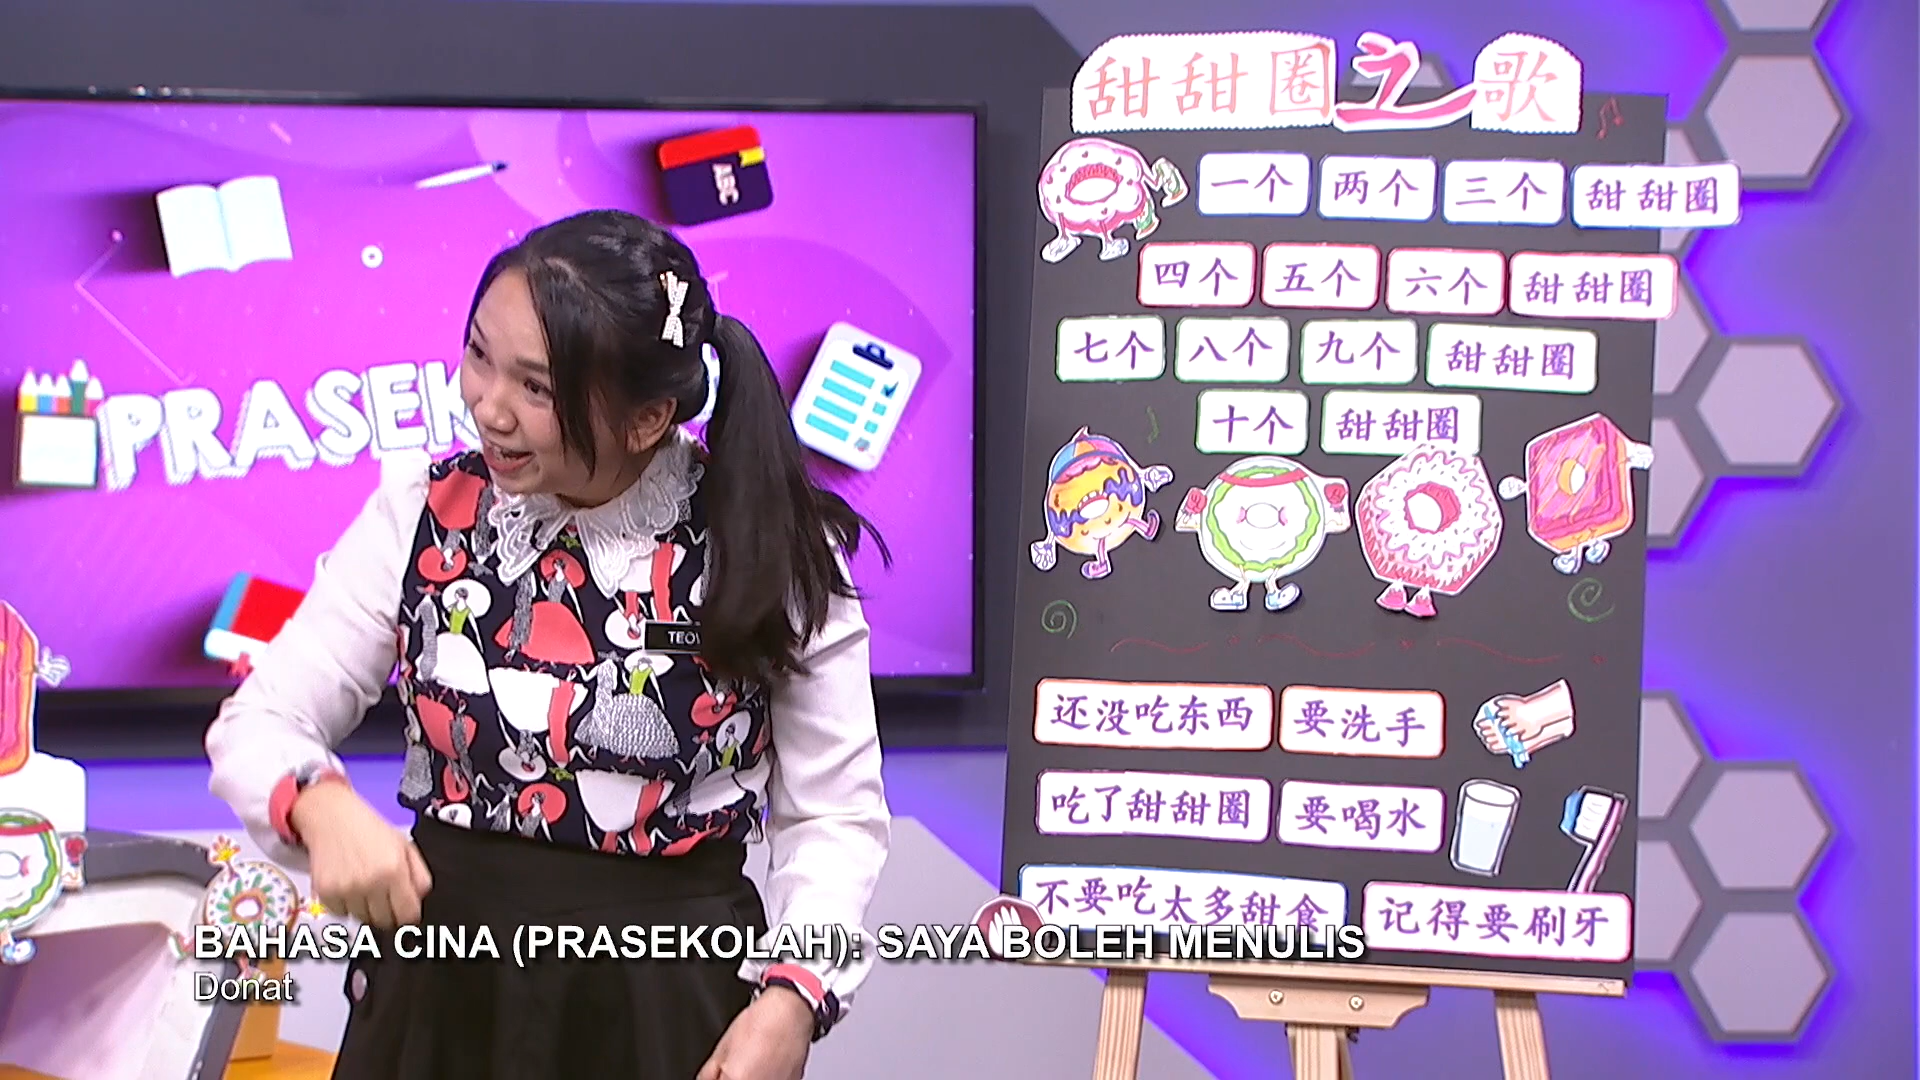 甜甜圈之歌
一个 两个 三个 甜甜圈
四个 五个 六个 甜甜圈
七个 八个 九个 甜甜圈
十个 甜甜圈
还没吃东西 要洗手
吃了甜甜圈 要喝水
不要吃太多甜食 记得要刷牙
ABC
PRASEK
BAHASA CINA (PRASEKOLAH): SAYA BOLEH MENULIS
Donat